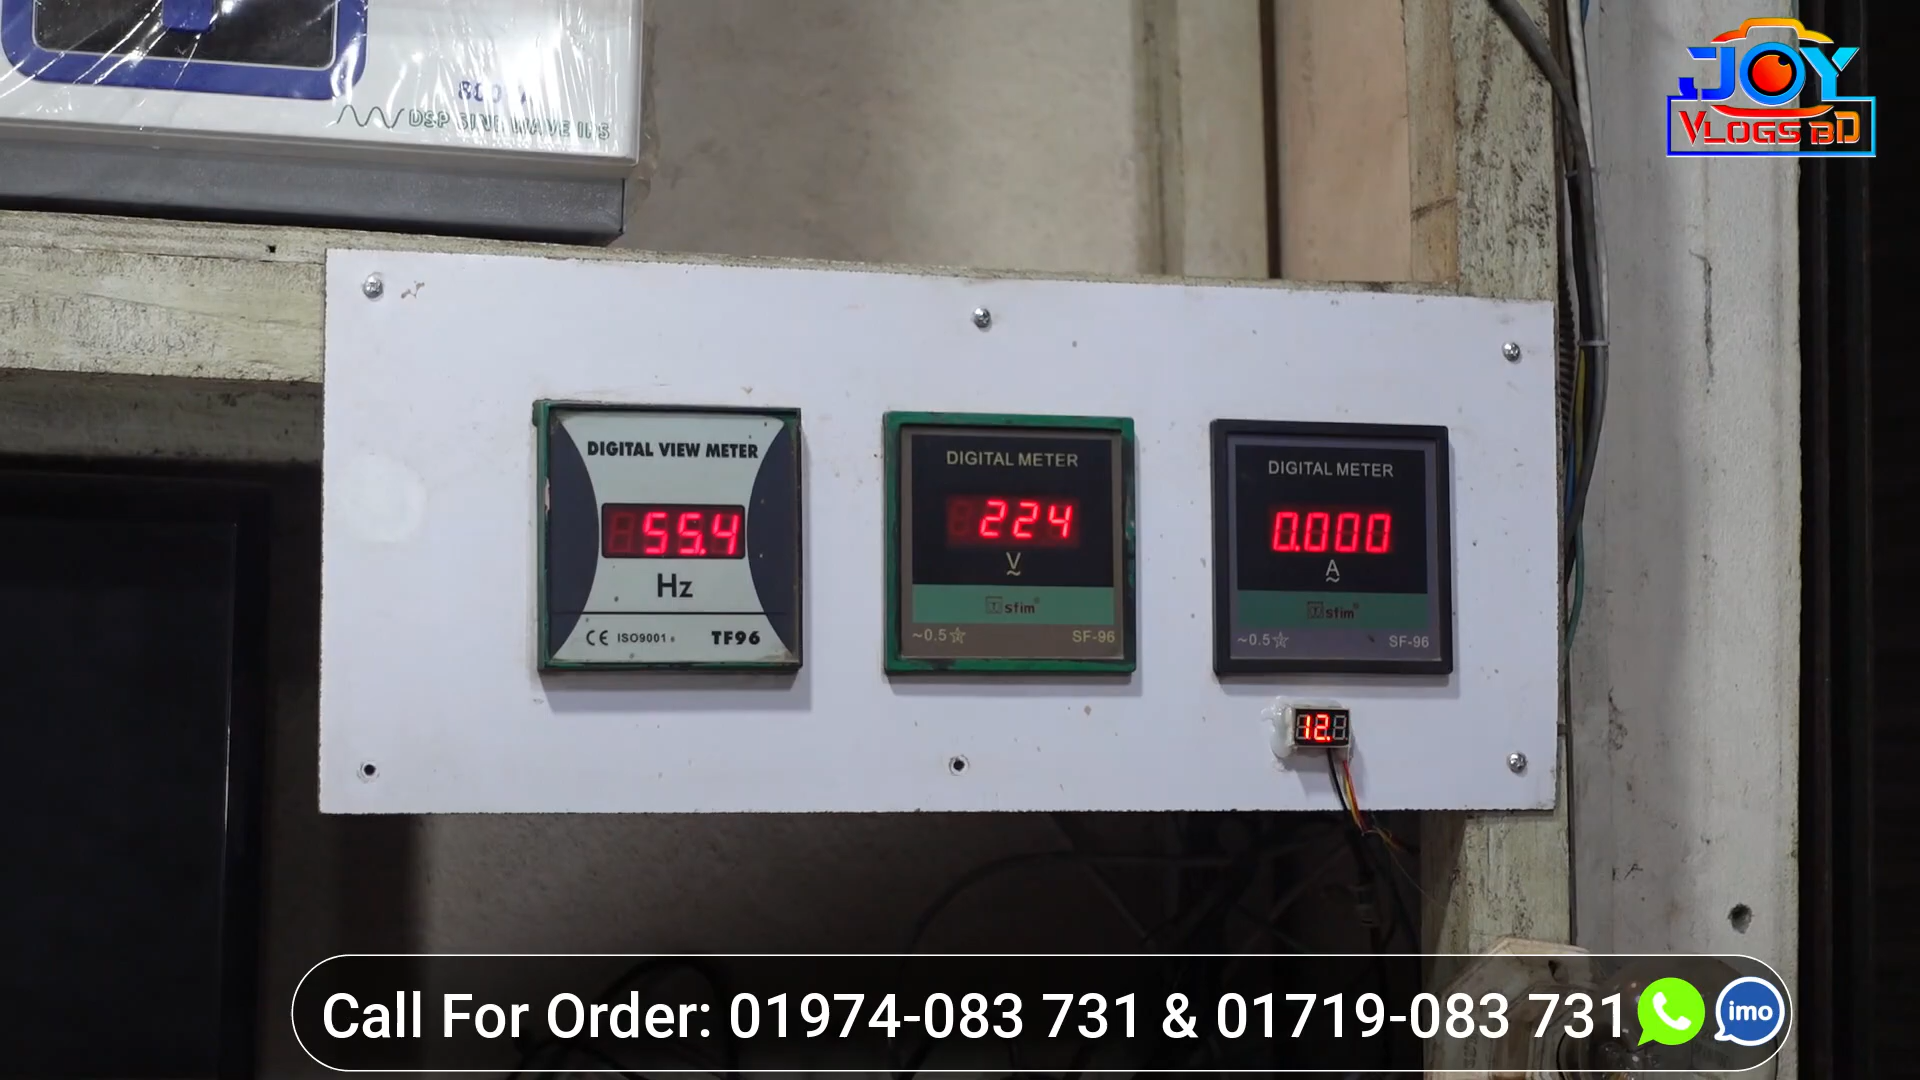 JOY
VLOGS BD
DSP SINE WAVE IPS
DIGITAL VIEW METER
55.4
Hz
CE ISO9001
TF96
DIGITAL METER
224
V
sfim
~0.5
SF-96
DIGITAL METER
0.000
A
sfim
~0.5
SF-96
12.
Call For Order: 01974-083 731 & 01719-083 731
imo